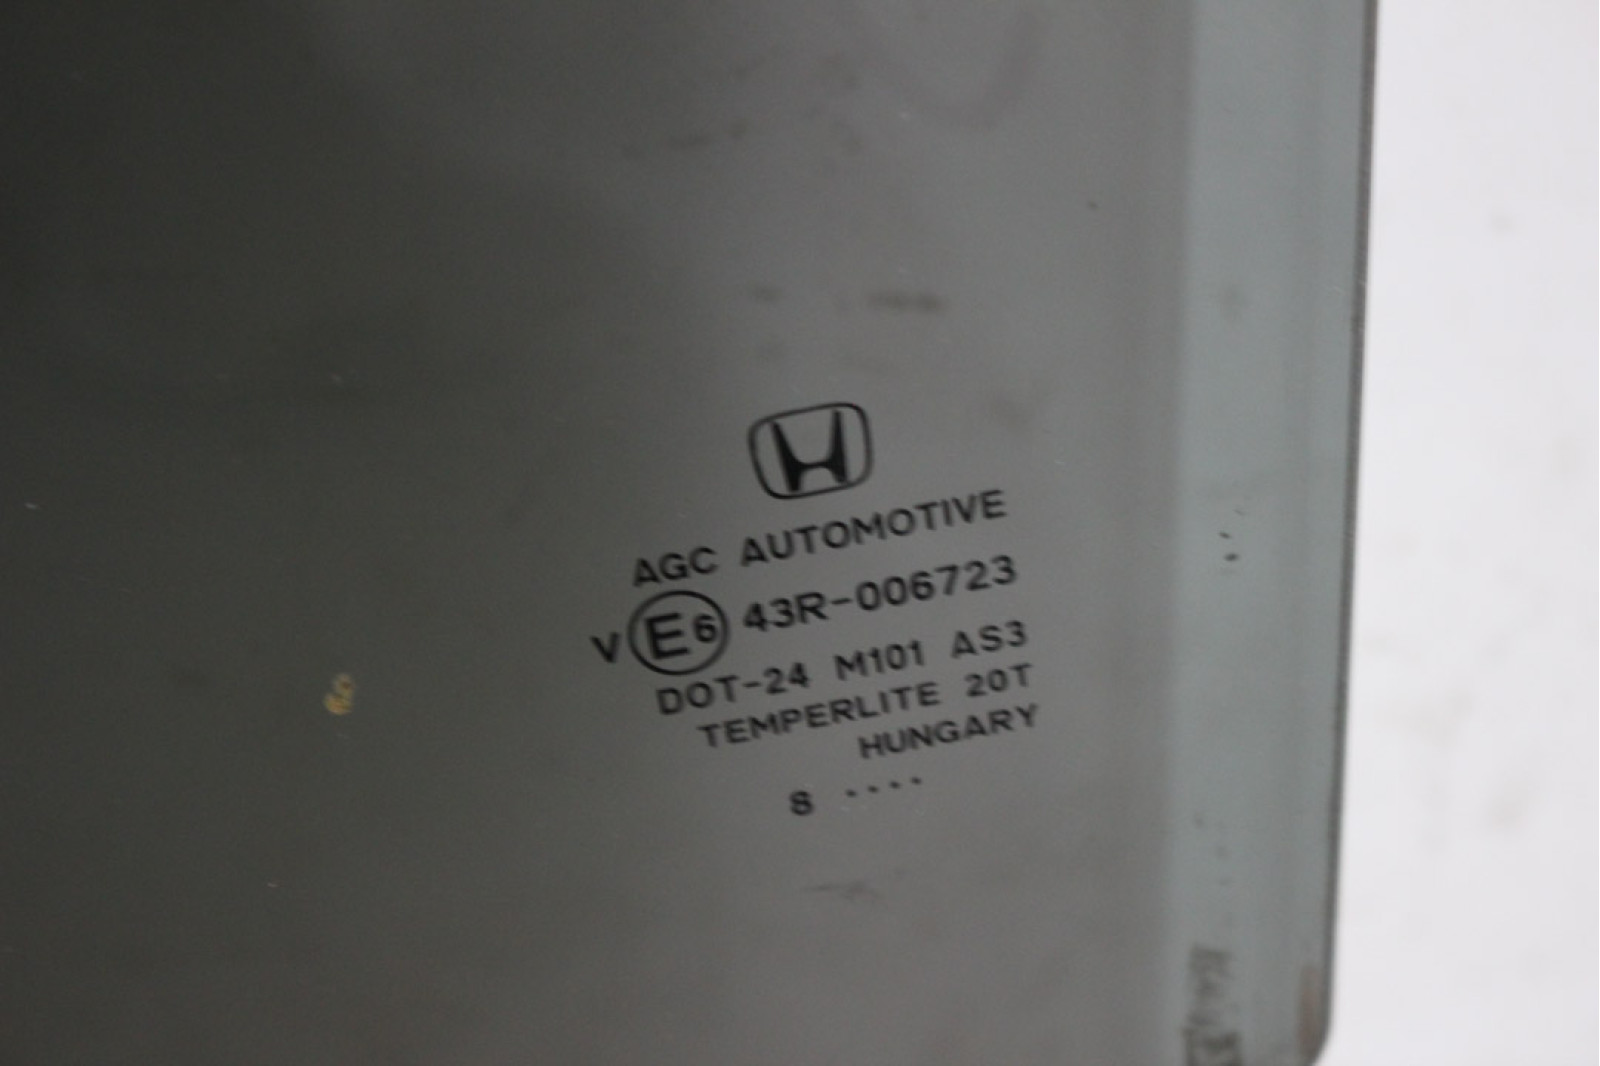 AGC AUTOMOTIVE
V E6 43R-006723
DOT-24 M101 AS3
TEMPERLITE 20T
HUNGARY
8 ....